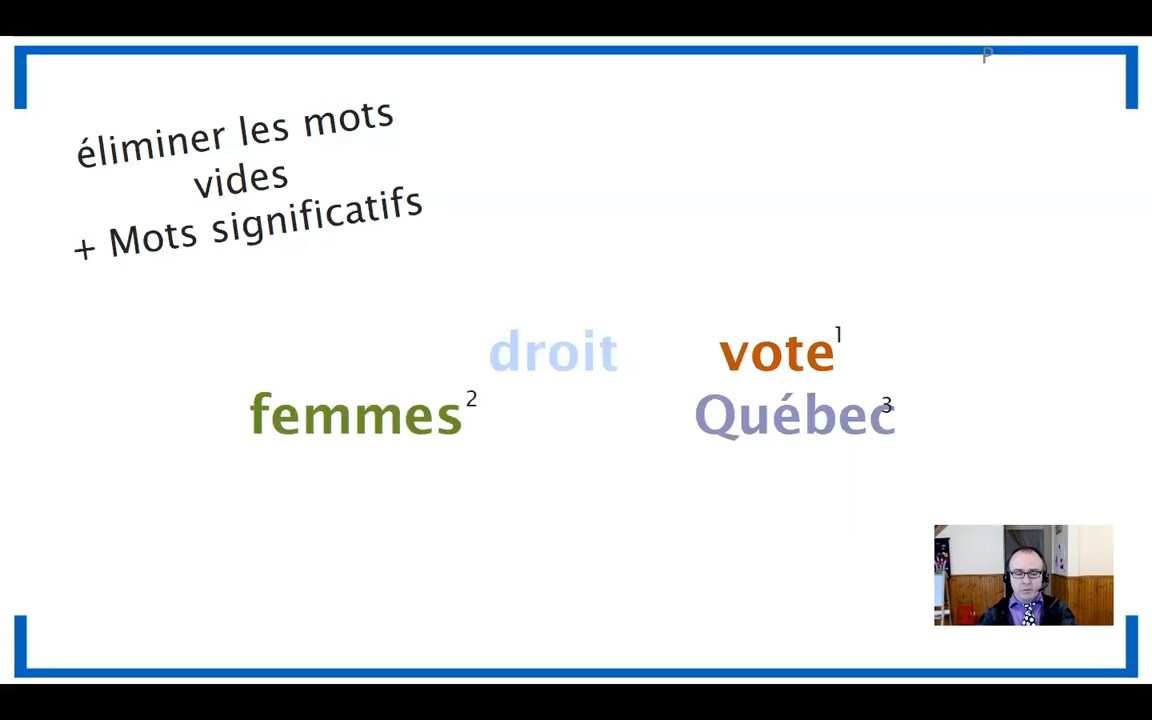 P
éliminer les mots
vides
+ Mots significatifs
droit vote1
femmes2 Québec3